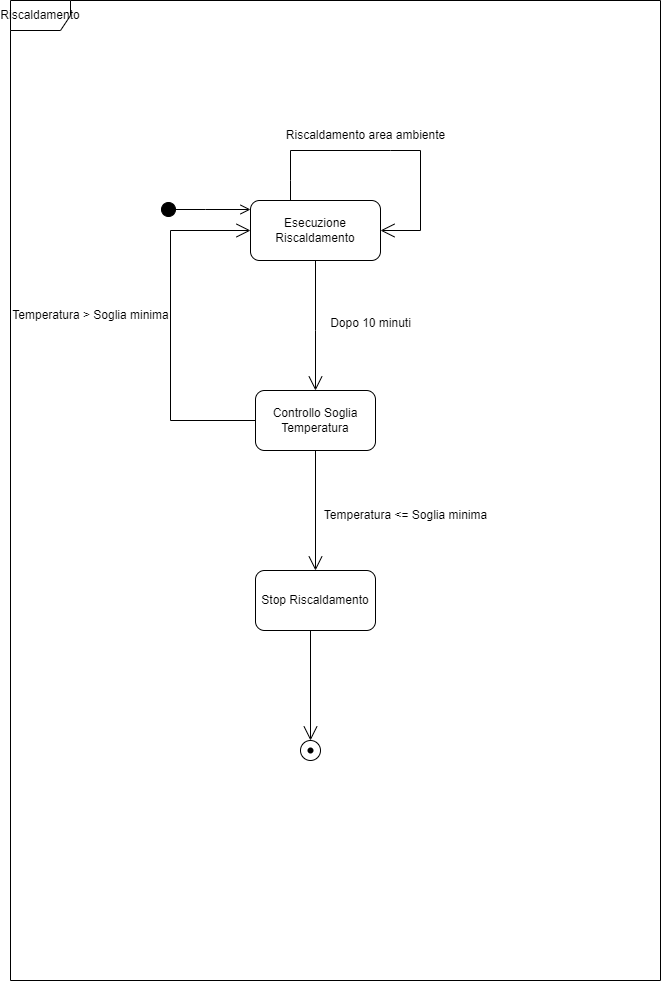 Riscaldamento
Riscaldamento area ambiente
Esecuzione
Riscaldamento
Temperatura > Soglia minima
Dopo 10 minuti
Controllo Soglia
Temperatura
Temperatura <= Soglia minima
Stop Riscaldamento